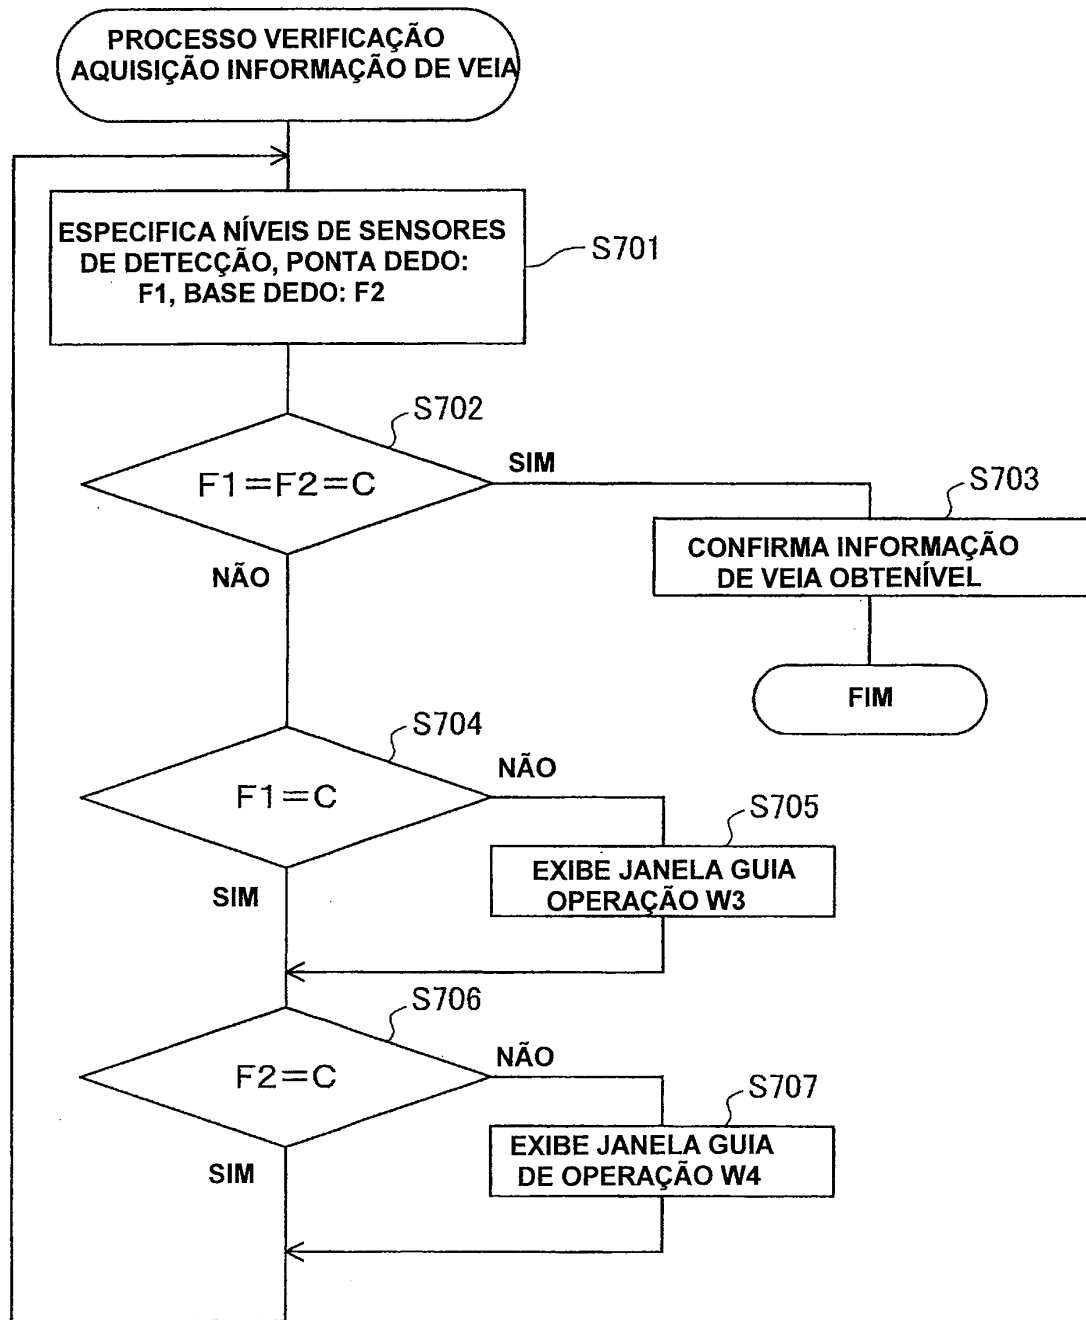 PROCESSO VERIFICAÇÃO
AQUISIÇÃO INFORMAÇÃO DE VEIA
ESPECIFICA NÍVEIS DE SENSORES
DE DETECÇÃO, PONTA DEDO:
F1, BASE DEDO: F2
S701
S702
F1=F2=C
SIM
NÃO
S703
CONFIRMA INFORMAÇÃO
DE VEIA OBTENÍVEL
FIM
S704
F1=C
NÃO
SIM
S705
EXIBE JANELA GUIA
OPERAÇÃO W3
S706
F2=C
NÃO
SIM
S707
EXIBE JANELA GUIA
DE OPERAÇÃO W4